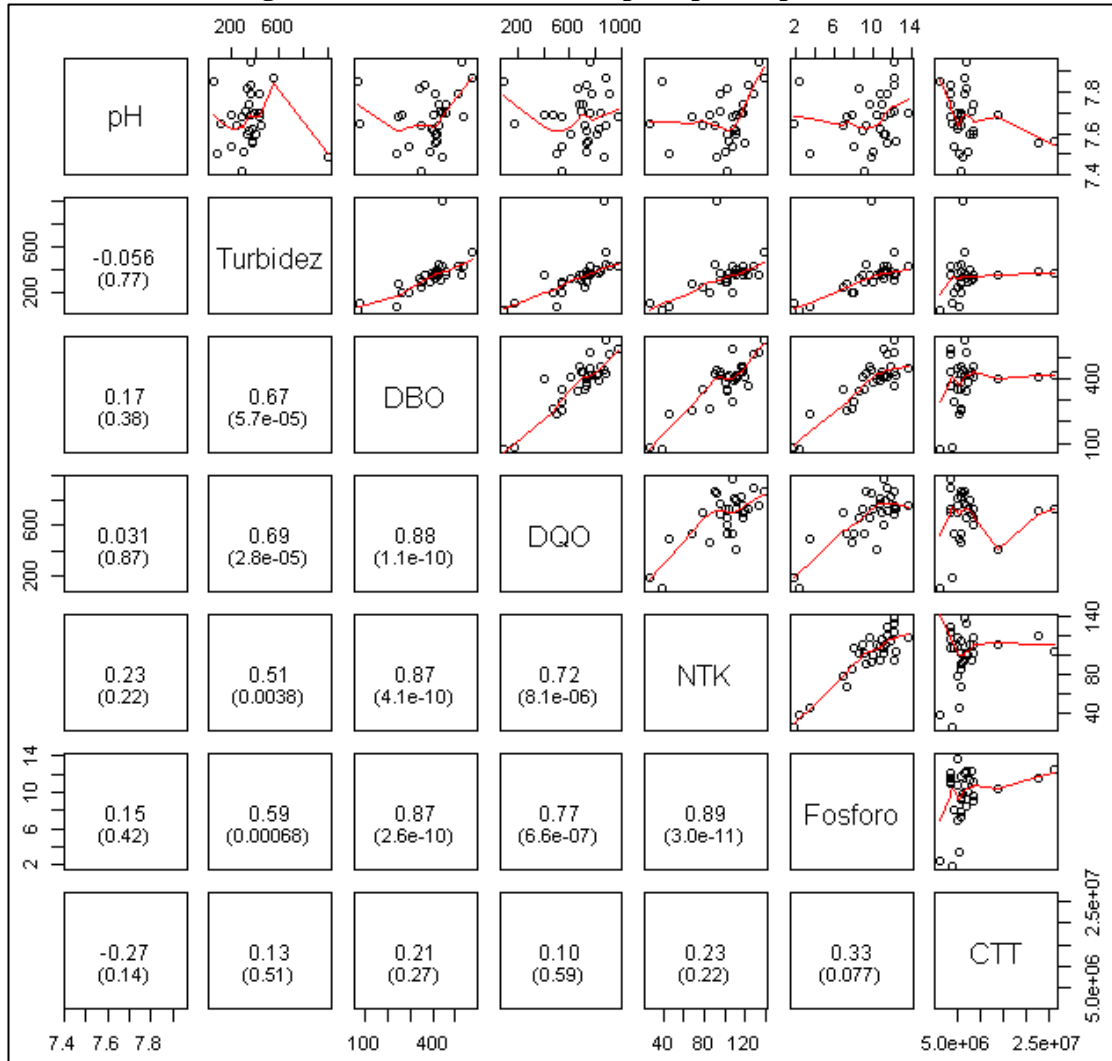 200 600
200 600 1000
2 6 10 14
pH
7.4 7.6 7.8
-0.056
(0.77)
Turbidez
200 600
0.17
(0.38)
0.67
(5.7e-05)
DBO
100 400
0.031
(0.87)
0.69
(2.8e-05)
0.88
(1.1e-10)
DQO
200 600
0.23
(0.22)
0.51
(0.0038)
0.87
(4.1e-10)
0.72
(8.1e-06)
NTK
40 80 140
2 6 10 14
0.15
(0.42)
0.59
(0.00068)
0.87
(2.6e-10)
0.77
(6.6e-07)
0.89
(3.0e-11)
Fosforo
-0.27
(0.14)
0.13
(0.51)
0.21
(0.27)
0.10
(0.59)
0.23
(0.22)
0.33
(0.077)
CTT
5.0e+06 2.5e+07
7.4 7.6 7.8
100 400
40 80 120
5.0e+06 2.5e+07